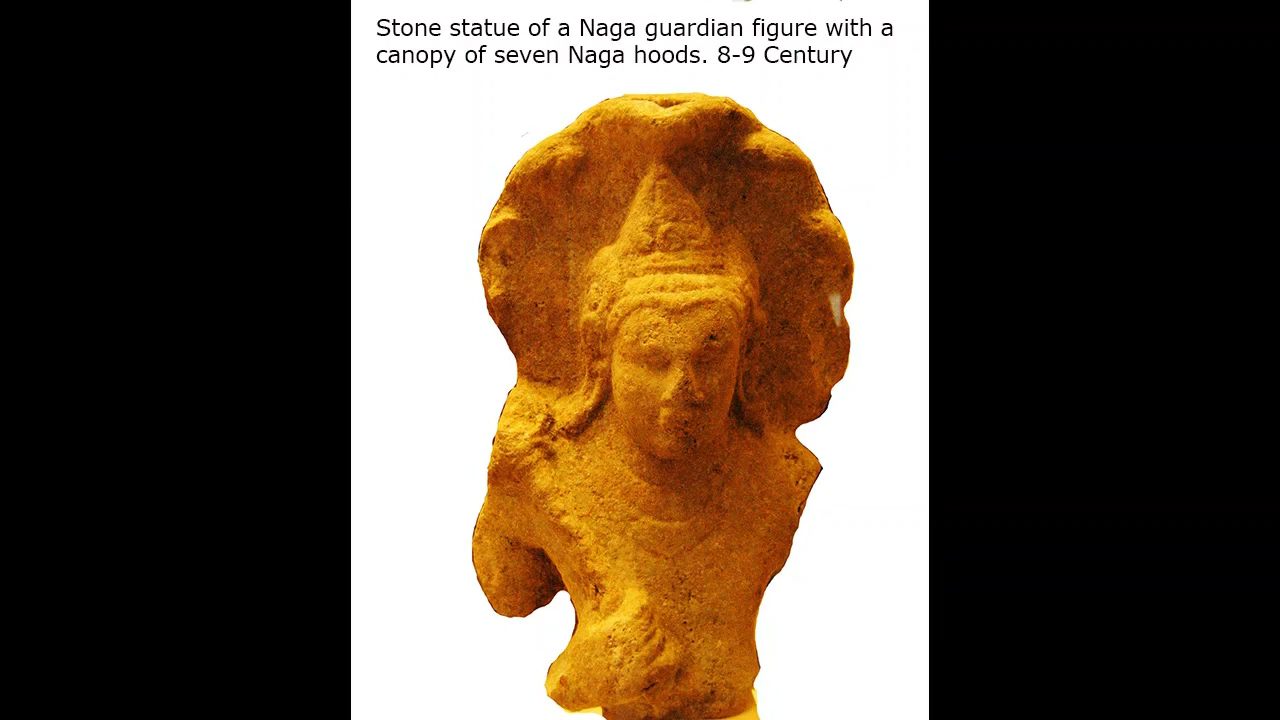 Stone statue of a Naga guardian figure with a
canopy of seven Naga hoods. 8-9 Century